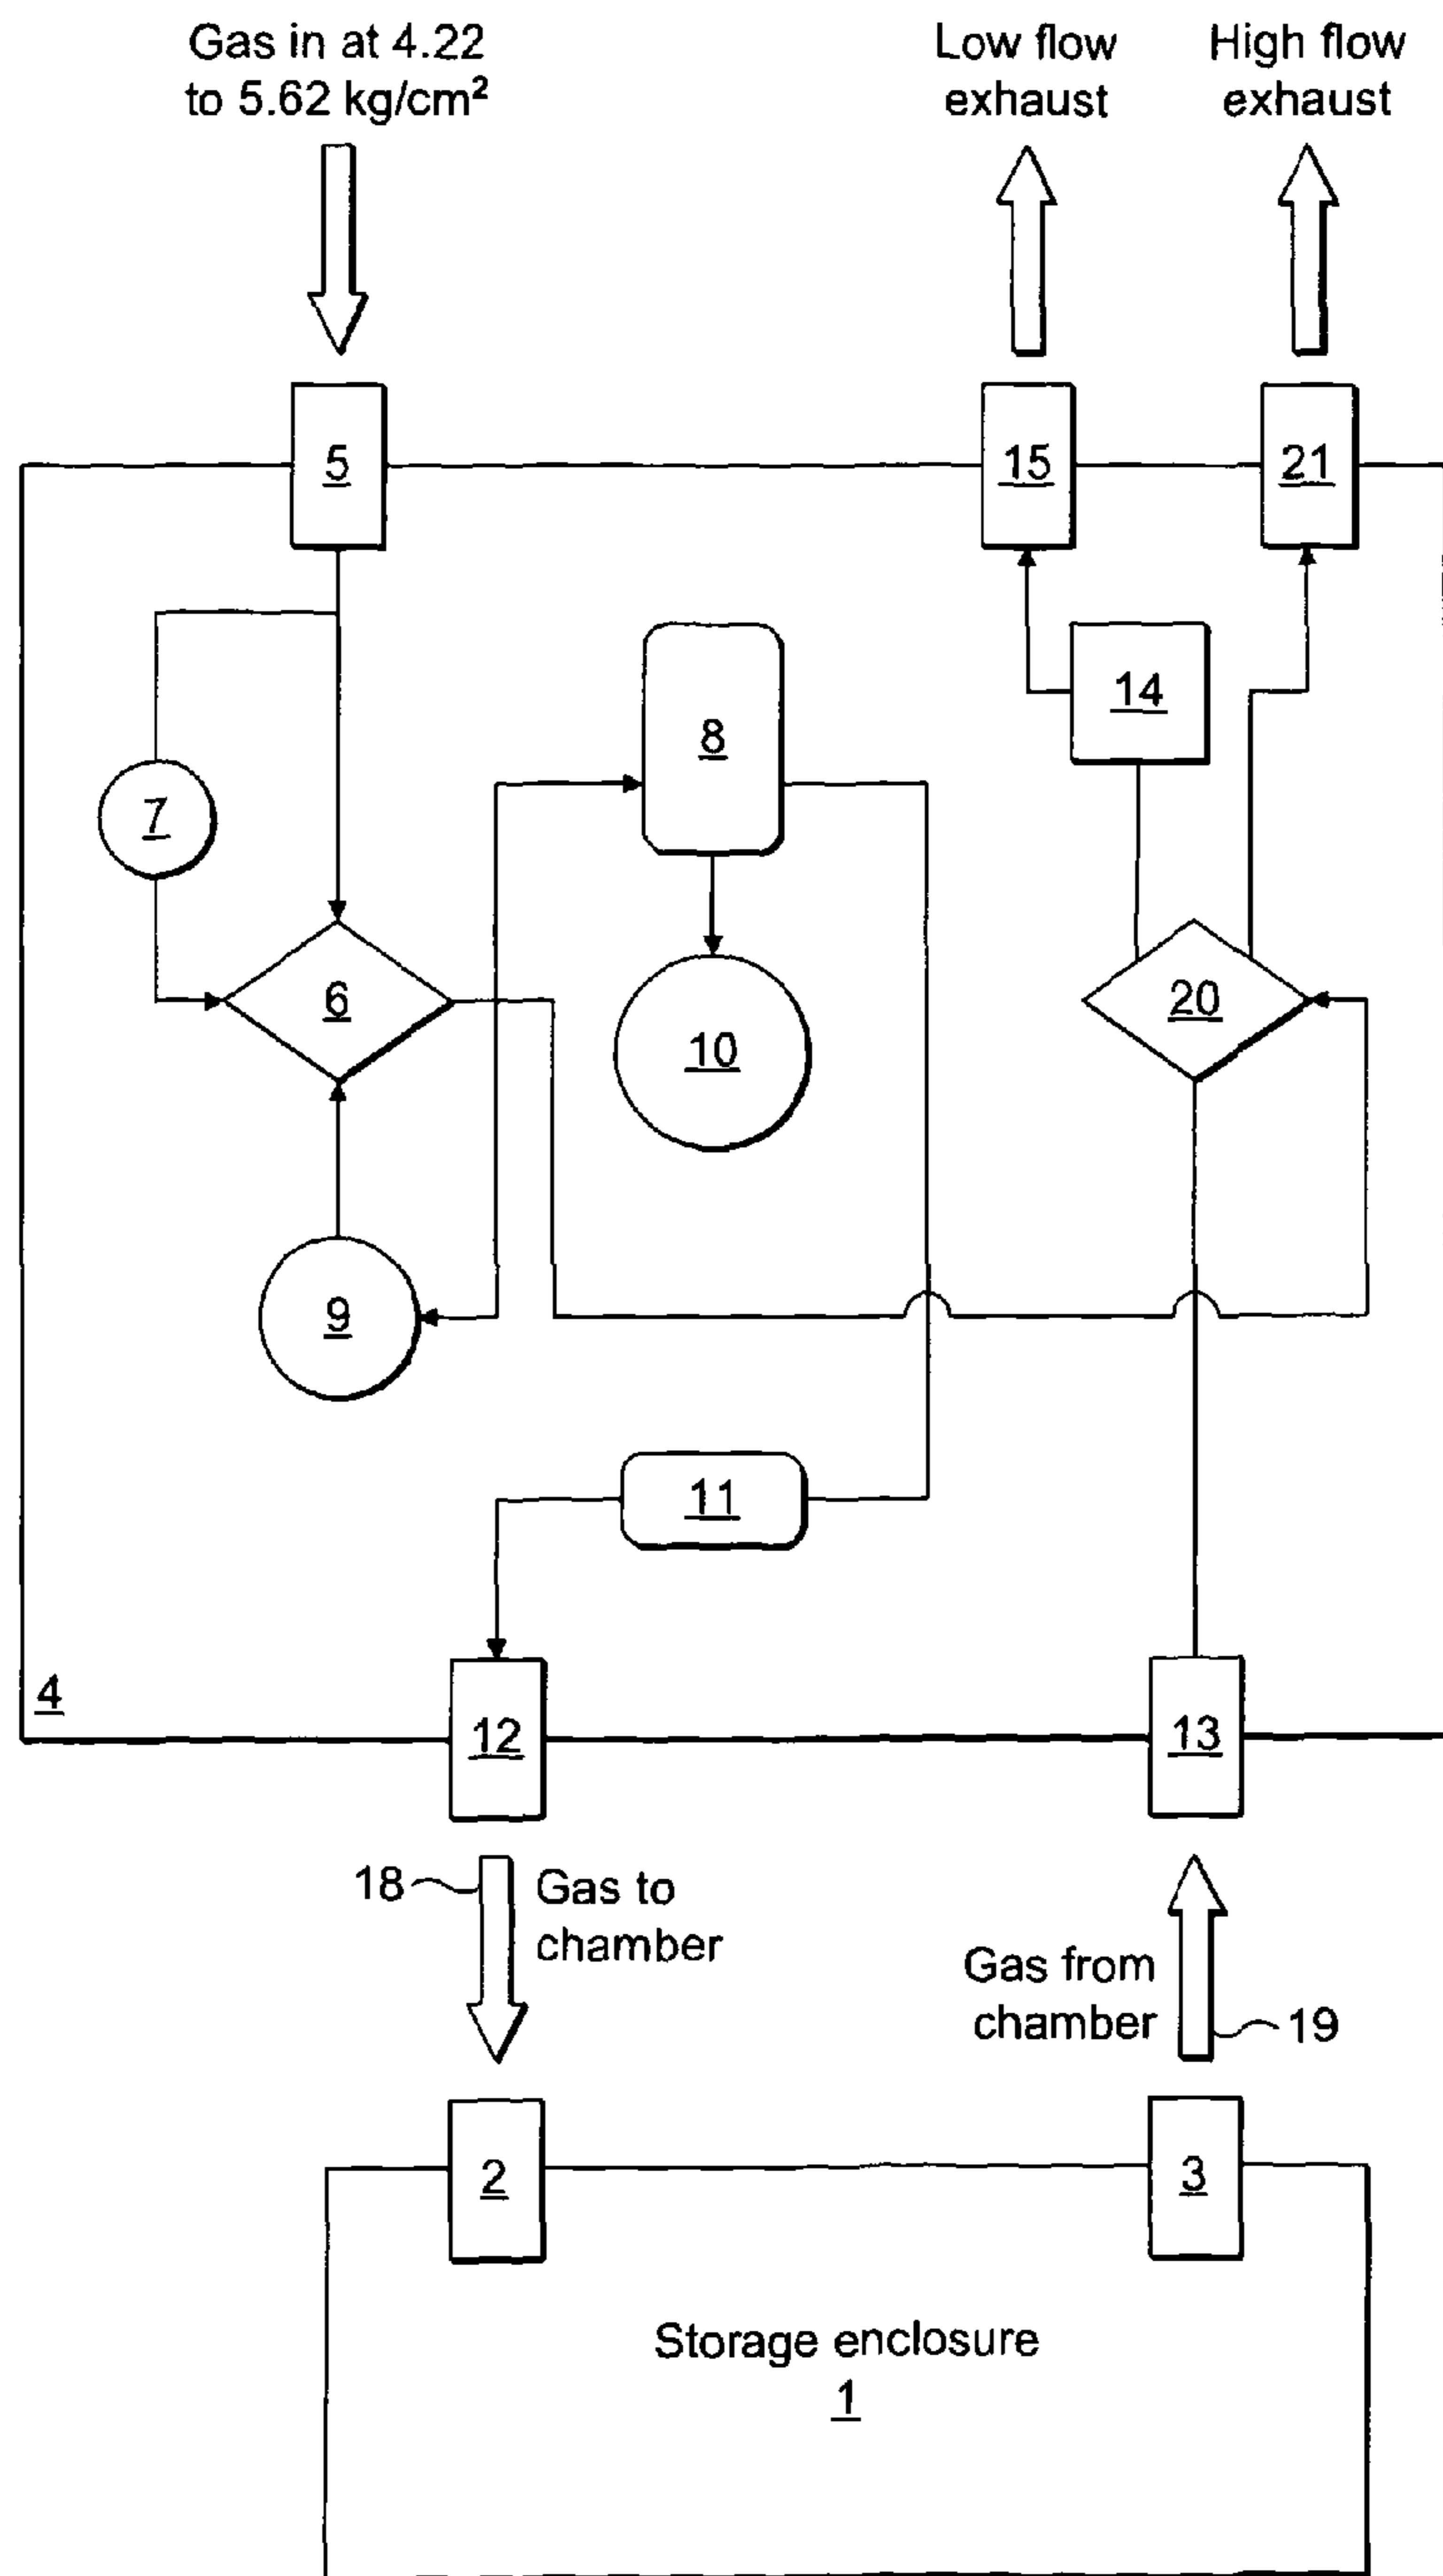 Gas in at 4.22
to 5.62 kg/cm²
Low flow
exhaust
High flow
exhaust
5
15
21
14
8
7
6
20
10
9
11
4
12
13
18
Gas to
chamber
Gas from
chamber
19
2
3
Storage enclosure
1